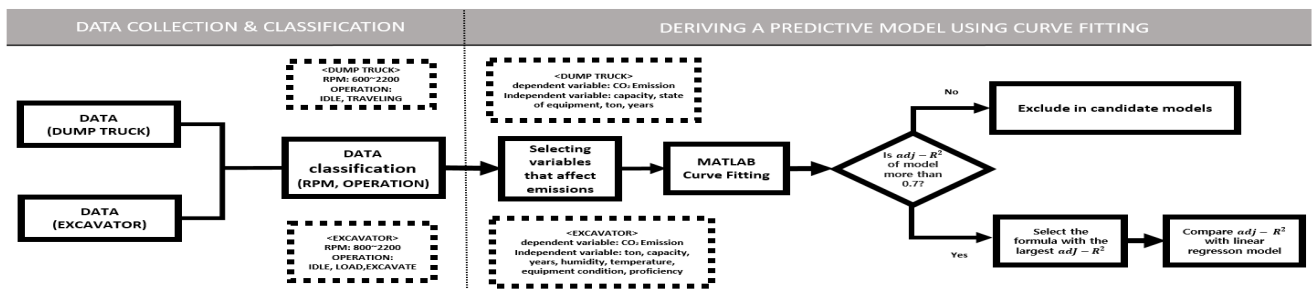 DATA COLLECTION & CLASSIFICATION
DERIVING A PREDICTIVE MODEL USING CURVE FITTING
DATA
(DUMP TRUCK)
DATA
(EXCAVATOR)
<DUMP TRUCK>
RPM: 600~2200
OPERATION:
IDLE, TRAVELING
DATA
classification
(RPM, OPERATION)
<EXCAVATOR>
RPM: 800~2200
OPERATION:
IDLE, LOAD,EXCAVATE
<DUMP TRUCK>
dependent variable: CO₂ Emission
Independent variable: capacity, state
of equipment, ton, years
Selecting
variables
that affect
emissions
<EXCAVATOR>
dependent variable: CO₂ Emission
Independent variable: ton, capacity,
years, humidity, temperature,
equipment condition, proficiency
MATLAB
Curve Fitting
Is adj − R²
of model
more than
0.7?
No
Exclude in candidate models
Yes
Select the
formula with the
largest adj − R²
Compare adj − R²
with linear
regresson model